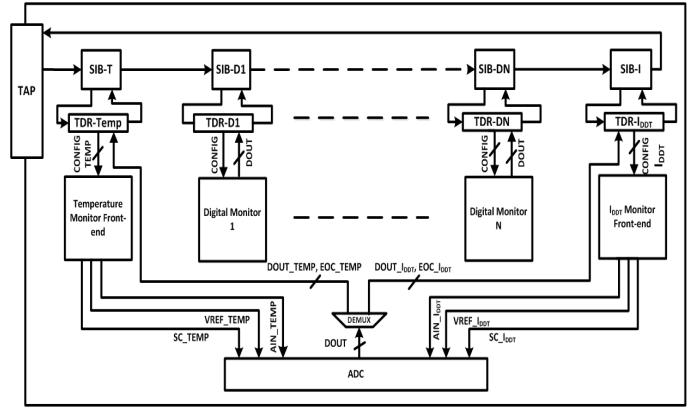 TAP
SIB-T
SIB-D1
SIB-DN
SIB-I
TDR-Temp
TDR-D1
TDR-DN
TDR-IDDT
CONFIG
TEMP
CONFIG
DOUT
CONFIG
DOUT
CONFIG
IDDT
Temperature
Monitor Front-
end
Digital Monitor
1
Digital Monitor
N
IDDT Monitor
Front-end
DOUT_TEMP, EOC_TEMP
DOUT_IDDT, EOC_IDDT
DEMUX
VREF_TEMP
SC_TEMP
AIN_TEMP
DOUT
AIN_IDDT
VREF_IDDT
SC_IDDT
ADC